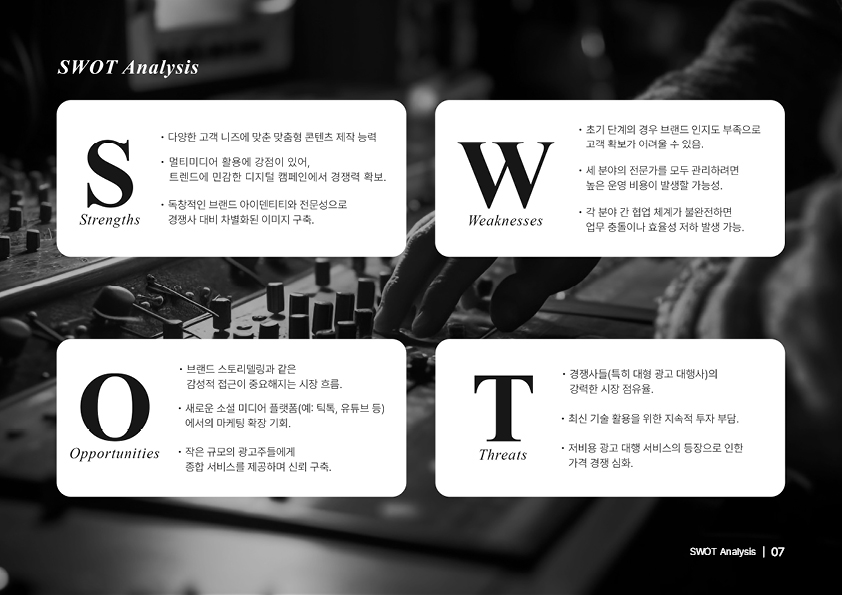 SWOT Analysis
S
Strengths
• 다양한 고객 니즈에 맞춘 맞춤형 콘텐츠 제작 능력
• 멀티미디어 활용에 강점이 있어,
트렌드에 민감한 디지털 캠페인에서 경쟁력 확보.
• 독창적인 브랜드 아이덴티티와 전문성으로
경쟁사 대비 차별화된 이미지 구축.
W
Weaknesses
• 초기 단계의 경우 브랜드 인지도 부족으로
고객 확보가 어려울 수 있음.
• 세 분야의 전문가를 모두 관리하려면
높은 운영 비용이 발생할 가능성.
• 각 분야 간 협업 체계가 불완전하면
업무 충돌이나 효율성 저하 발생 가능.
O
Opportunities
• 브랜드 스토리델링과 같은
감성적 접근이 중요해지는 시장 흐름.
• 새로운 소셜 미디어 플랫폼(예: 틱톡, 유튜브 등)
에서의 마케팅 확장 기회.
• 작은 규모의 광고주들에게
종합 서비스를 제공하며 신뢰 구축.
T
Threats
• 경쟁사들(특히 대형 광고 대행사)의
강력한 시장 점유율.
• 최신 기술 활용을 위한 지속적 투자 부담.
• 저비용 광고 대행 서비스의 등장으로 인한
가격 경쟁 심화.
SWOT Analysis | 07